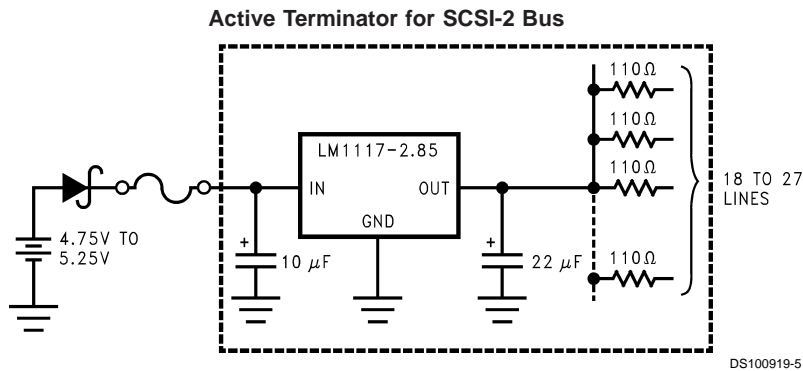 Active Terminator for SCSI-2 Bus
110Ω
110Ω
110Ω
110Ω
LM1117-2.85
IN
OUT
GND
18 TO 27
LINES
4.75V TO
5.25V
+
10 µF
+
22 µF
DS100919-5